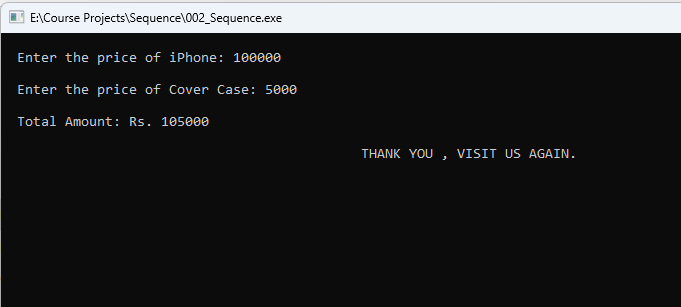 E:\Course Projects\Sequence\002_Sequence.exe
Enter the price of iPhone: 100000
Enter the price of Cover Case: 5000
Total Amount: Rs. 105000
THANK YOU , VISIT US AGAIN.